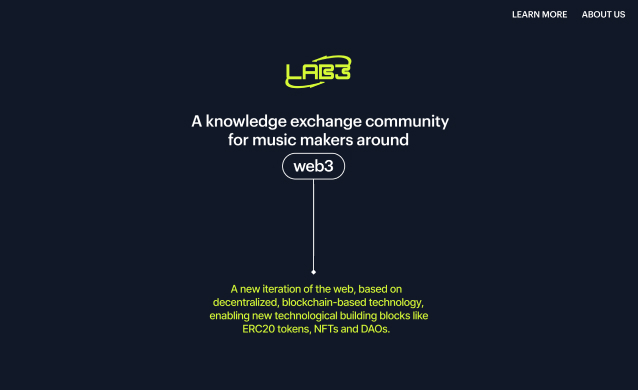 LEARN MORE ABOUT US
LAB3
A knowledge exchange community
for music makers around
web3
A new iteration of the web, based on
decentralized, blockchain-based technology,
enabling new technological building blocks like
ERC20 tokens, NFTs and DAOs.